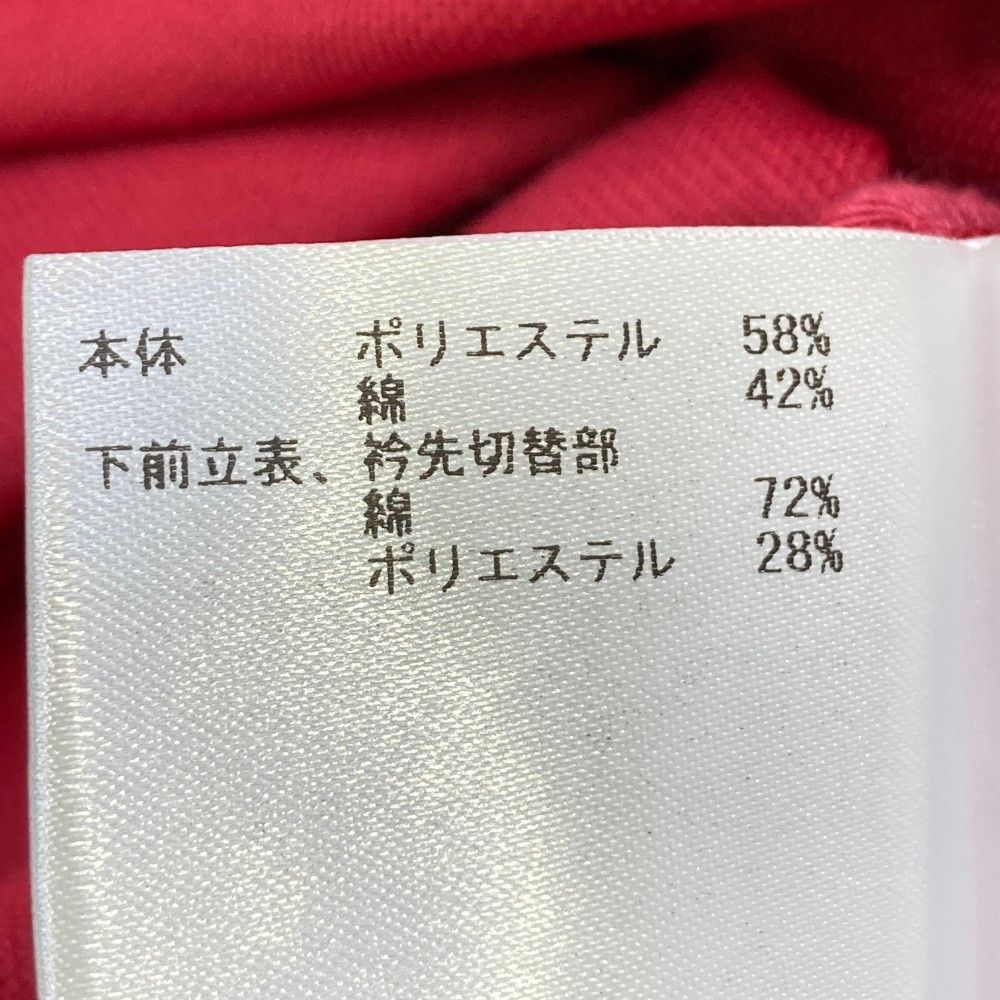 本体 ポリエステル 58%
綿 42%
下前立表、衿先切替部
綿 72%
ポリエステル 28%